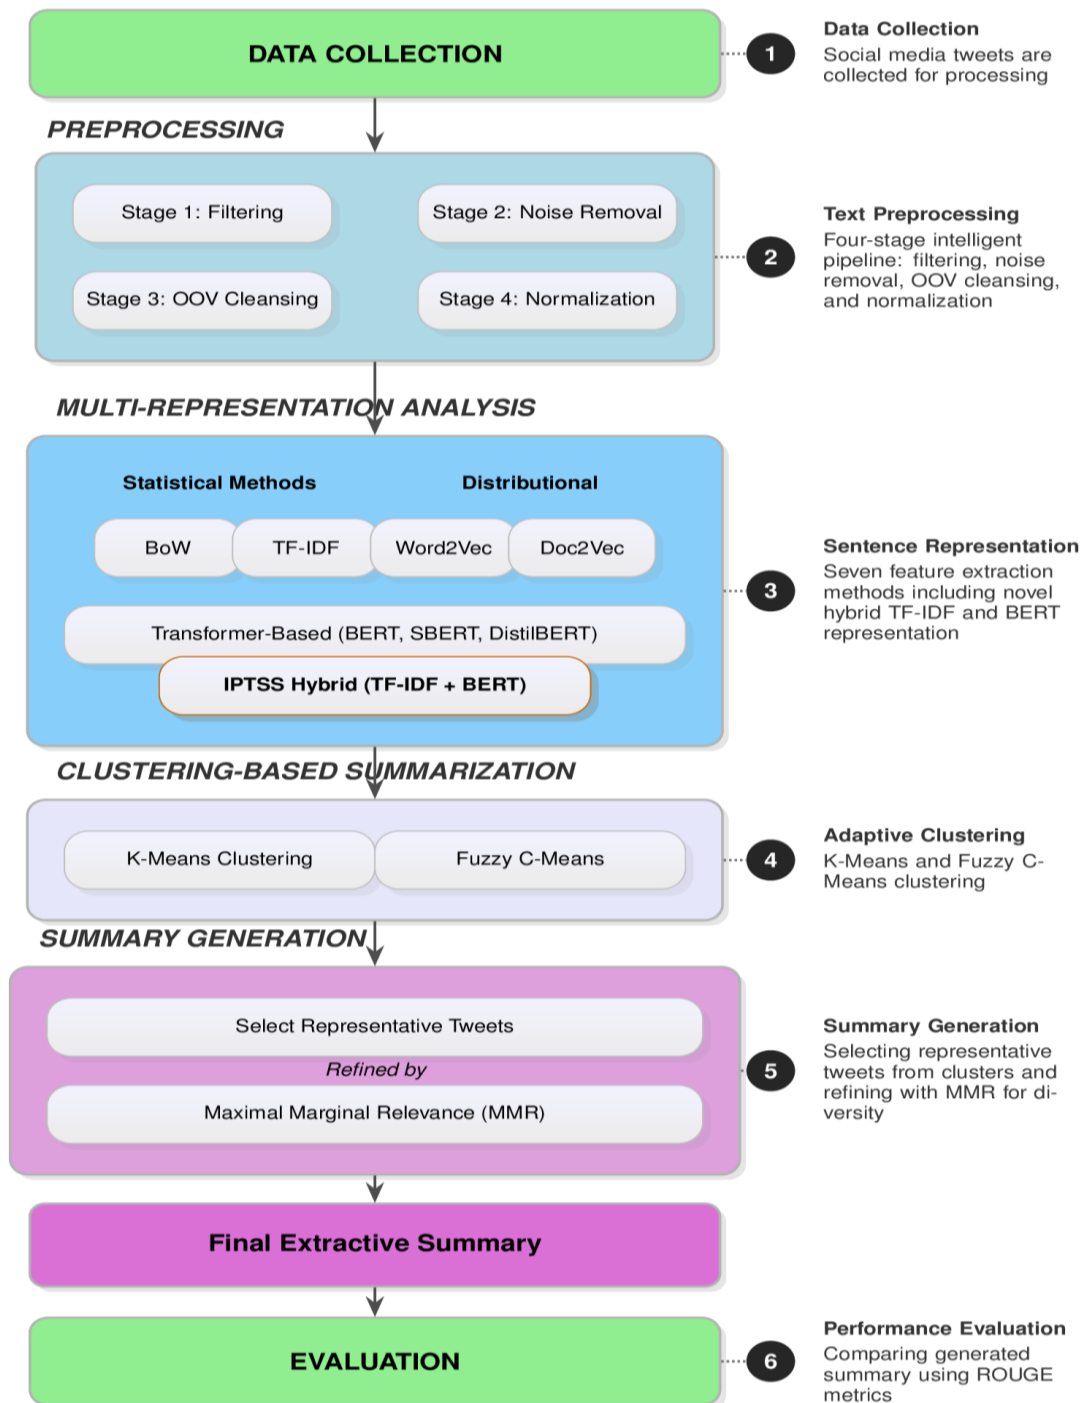 DATA COLLECTION
1
Data Collection
Social media tweets are
collected for processing
PREPROCESSING
Stage 1: Filtering
Stage 2: Noise Removal
Stage 3: OOV Cleansing
Stage 4: Normalization
2
Text Preprocessing
Four-stage intelligent
pipeline: filtering, noise
removal, OOV cleansing,
and normalization
MULTI-REPRESENTATION ANALYSIS
Statistical Methods
Distributional
BoW
TF-IDF
Word2Vec
Doc2Vec
Transformer-Based (BERT, SBERT, DistilBERT)
IPTSS Hybrid (TF-IDF + BERT)
3
Sentence Representation
Seven feature extraction
methods including novel
hybrid TF-IDF and BERT
representation
CLUSTERING-BASED SUMMARIZATION
K-Means Clustering
Fuzzy C-Means
4
Adaptive Clustering
K-Means and Fuzzy C-
Means clustering
SUMMARY GENERATION
Select Representative Tweets
Refined by
Maximal Marginal Relevance (MMR)
5
Summary Generation
Selecting representative
tweets from clusters and
refining with MMR for di-
versity
Final Extractive Summary
EVALUATION
6
Performance Evaluation
Comparing generated
summary using ROUGE
metrics